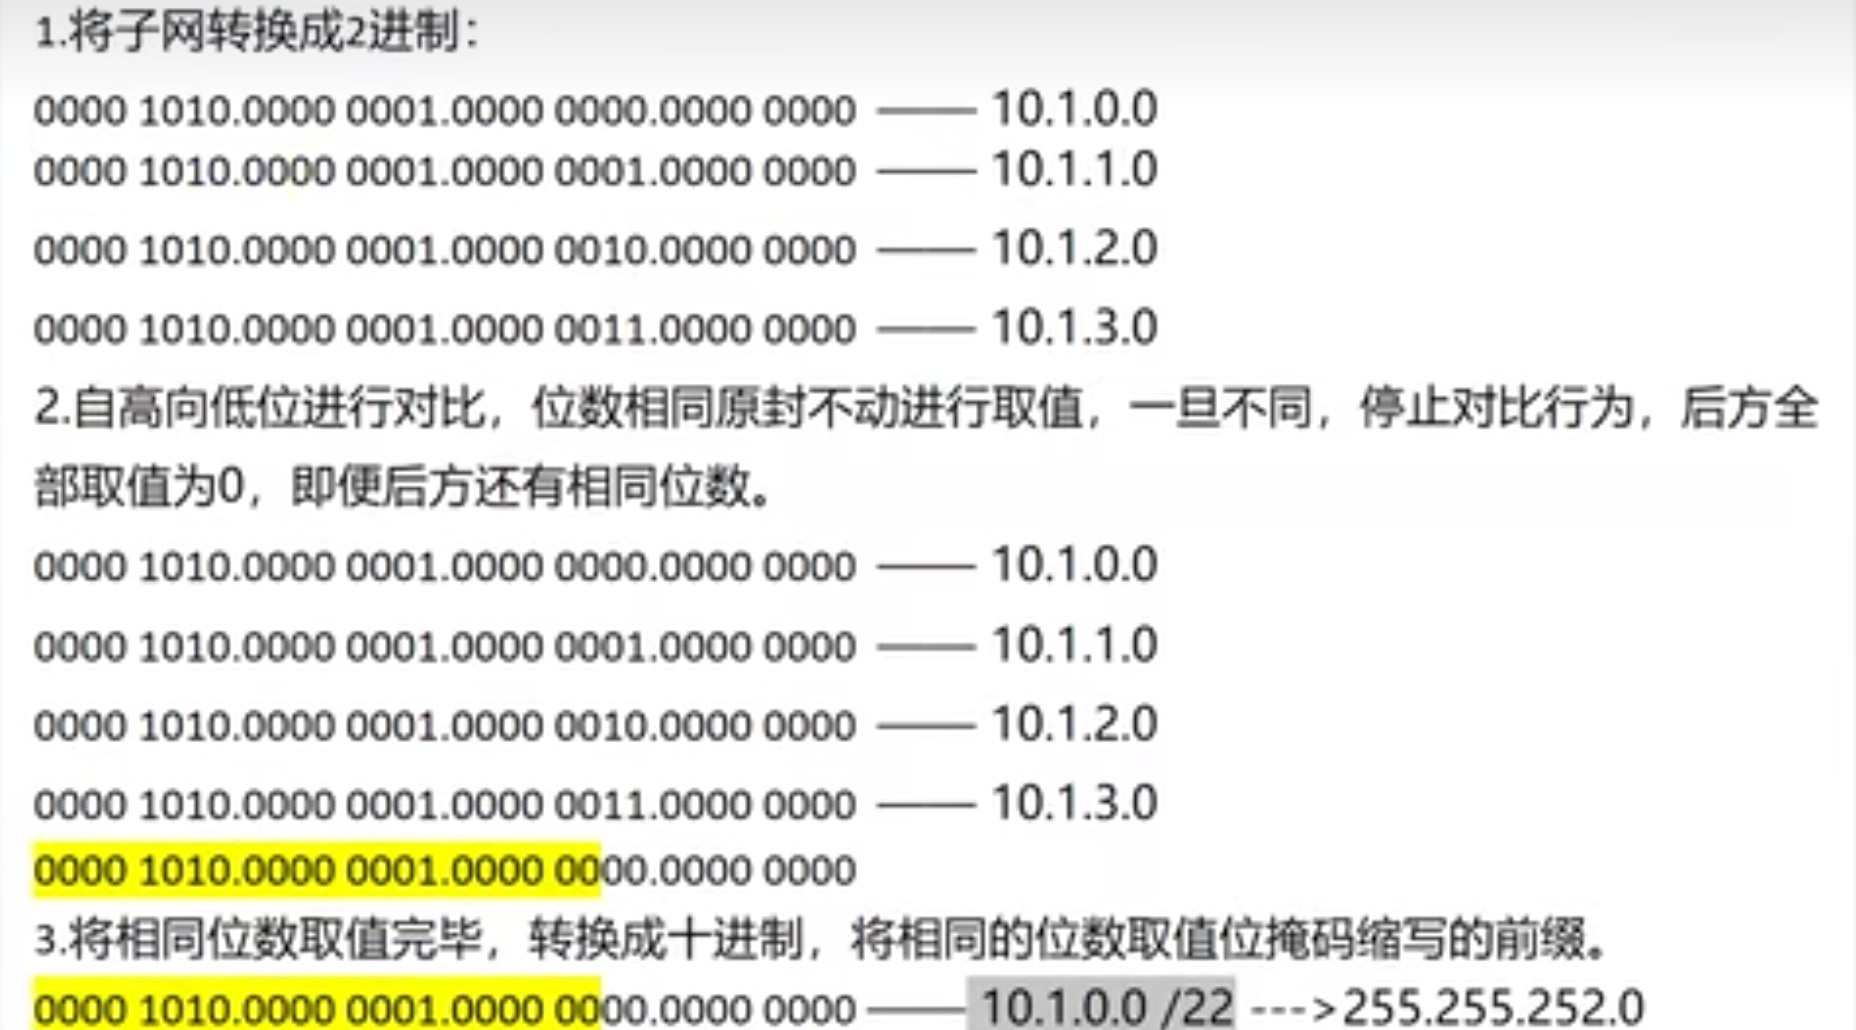 1.将子网转换成2进制：
0000 1010.0000 0001.0000 0000.0000 0000 —— 10.1.0.0
0000 1010.0000 0001.0000 0001.0000 0000 —— 10.1.1.0
0000 1010.0000 0001.0000 0010.0000 0000 —— 10.1.2.0
0000 1010.0000 0001.0000 0011.0000 0000 —— 10.1.3.0
2.自高向低位进行对比，位数相同原封不动进行取值，一旦不同，停止对比行为，后方全
部取值为0，即便后方还有相同位数。
0000 1010.0000 0001.0000 0000.0000 0000 —— 10.1.0.0
0000 1010.0000 0001.0000 0001.0000 0000 —— 10.1.1.0
0000 1010.0000 0001.0000 0010.0000 0000 —— 10.1.2.0
0000 1010.0000 0001.0000 0011.0000 0000 —— 10.1.3.0
0000 1010.0000 0001.0000 0000.0000 0000
3.将相同位数取值完毕，转换成十进制，将相同的位数取值位掩码缩写的前缀。
0000 1010.0000 0001.0000 0000.0000 0000 —— 10.1.0.0 /22 --->255.255.252.0